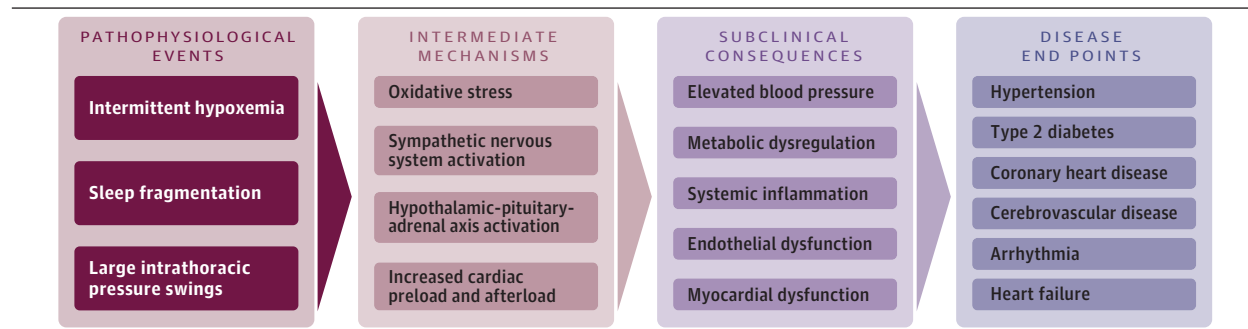 PATHOPHYSIOLOGICAL
EVENTS
Intermittent hypoxemia
Sleep fragmentation
Large intrathoracic
pressure swings
INTERMEDIATE
MECHANISMS
Oxidative stress
Sympathetic nervous
system activation
Hypothalamic-pituitary-
adrenal axis activation
Increased cardiac
preload and afterload
SUBCLINICAL
CONSEQUENCES
Elevated blood pressure
Metabolic dysregulation
Systemic inflammation
Endothelial dysfunction
Myocardial dysfunction
DISEASE
END POINTS
Hypertension
Type 2 diabetes
Coronary heart disease
Cerebrovascular disease
Arrhythmia
Heart failure